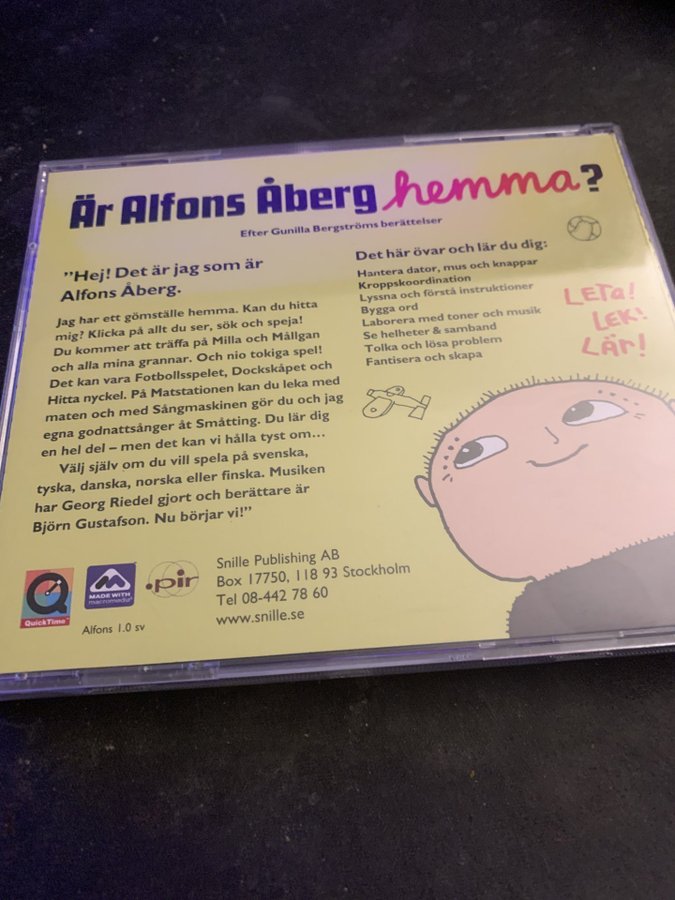 Är Alfons Åberg hemma?
Efter Gunilla Bergströms berättelser
”Hej! Det är jag som är
Alfons Åberg.
Jag har ett gömställe hemma. Kan du hitta
mig? Klicka på allt du ser, sök och speja!
Du kommer att träffa på Milla och Mållgan
och alla mina grannar. Och nio tokiga spel!
Det kan vara Fotbollsspelet, Dockskåpet och
Hitta nyckel. På Matstationen kan du leka med
maten och med Sångmaskinen gör du och jag
egna godnattsånger åt Småtting. Du lär dig
en hel del – men det kan vi hålla tyst om...
Välj själv om du vill spela på svenska,
tyska, danska, norska eller finska. Musiken
har Georg Riedel gjort och berättare är
Björn Gustafson. Nu börjar vi!”
Det här övar och lär du dig:
Hantera dator, mus och knappar
Kroppskoordination
Lyssna och förstå instruktioner
Bygga ord
Laborera med toner och musik
Se helheter & samband
Tolka och lösa problem
Fantisera och skapa
LETa!
LEK!
LÄR!
QuickTime™
MADE WITH
macromedia®
.pir
Alfons 1.0 sv
Snille Publishing AB
Box 17750, 118 93 Stockholm
Tel 08-442 78 60
www.snille.se